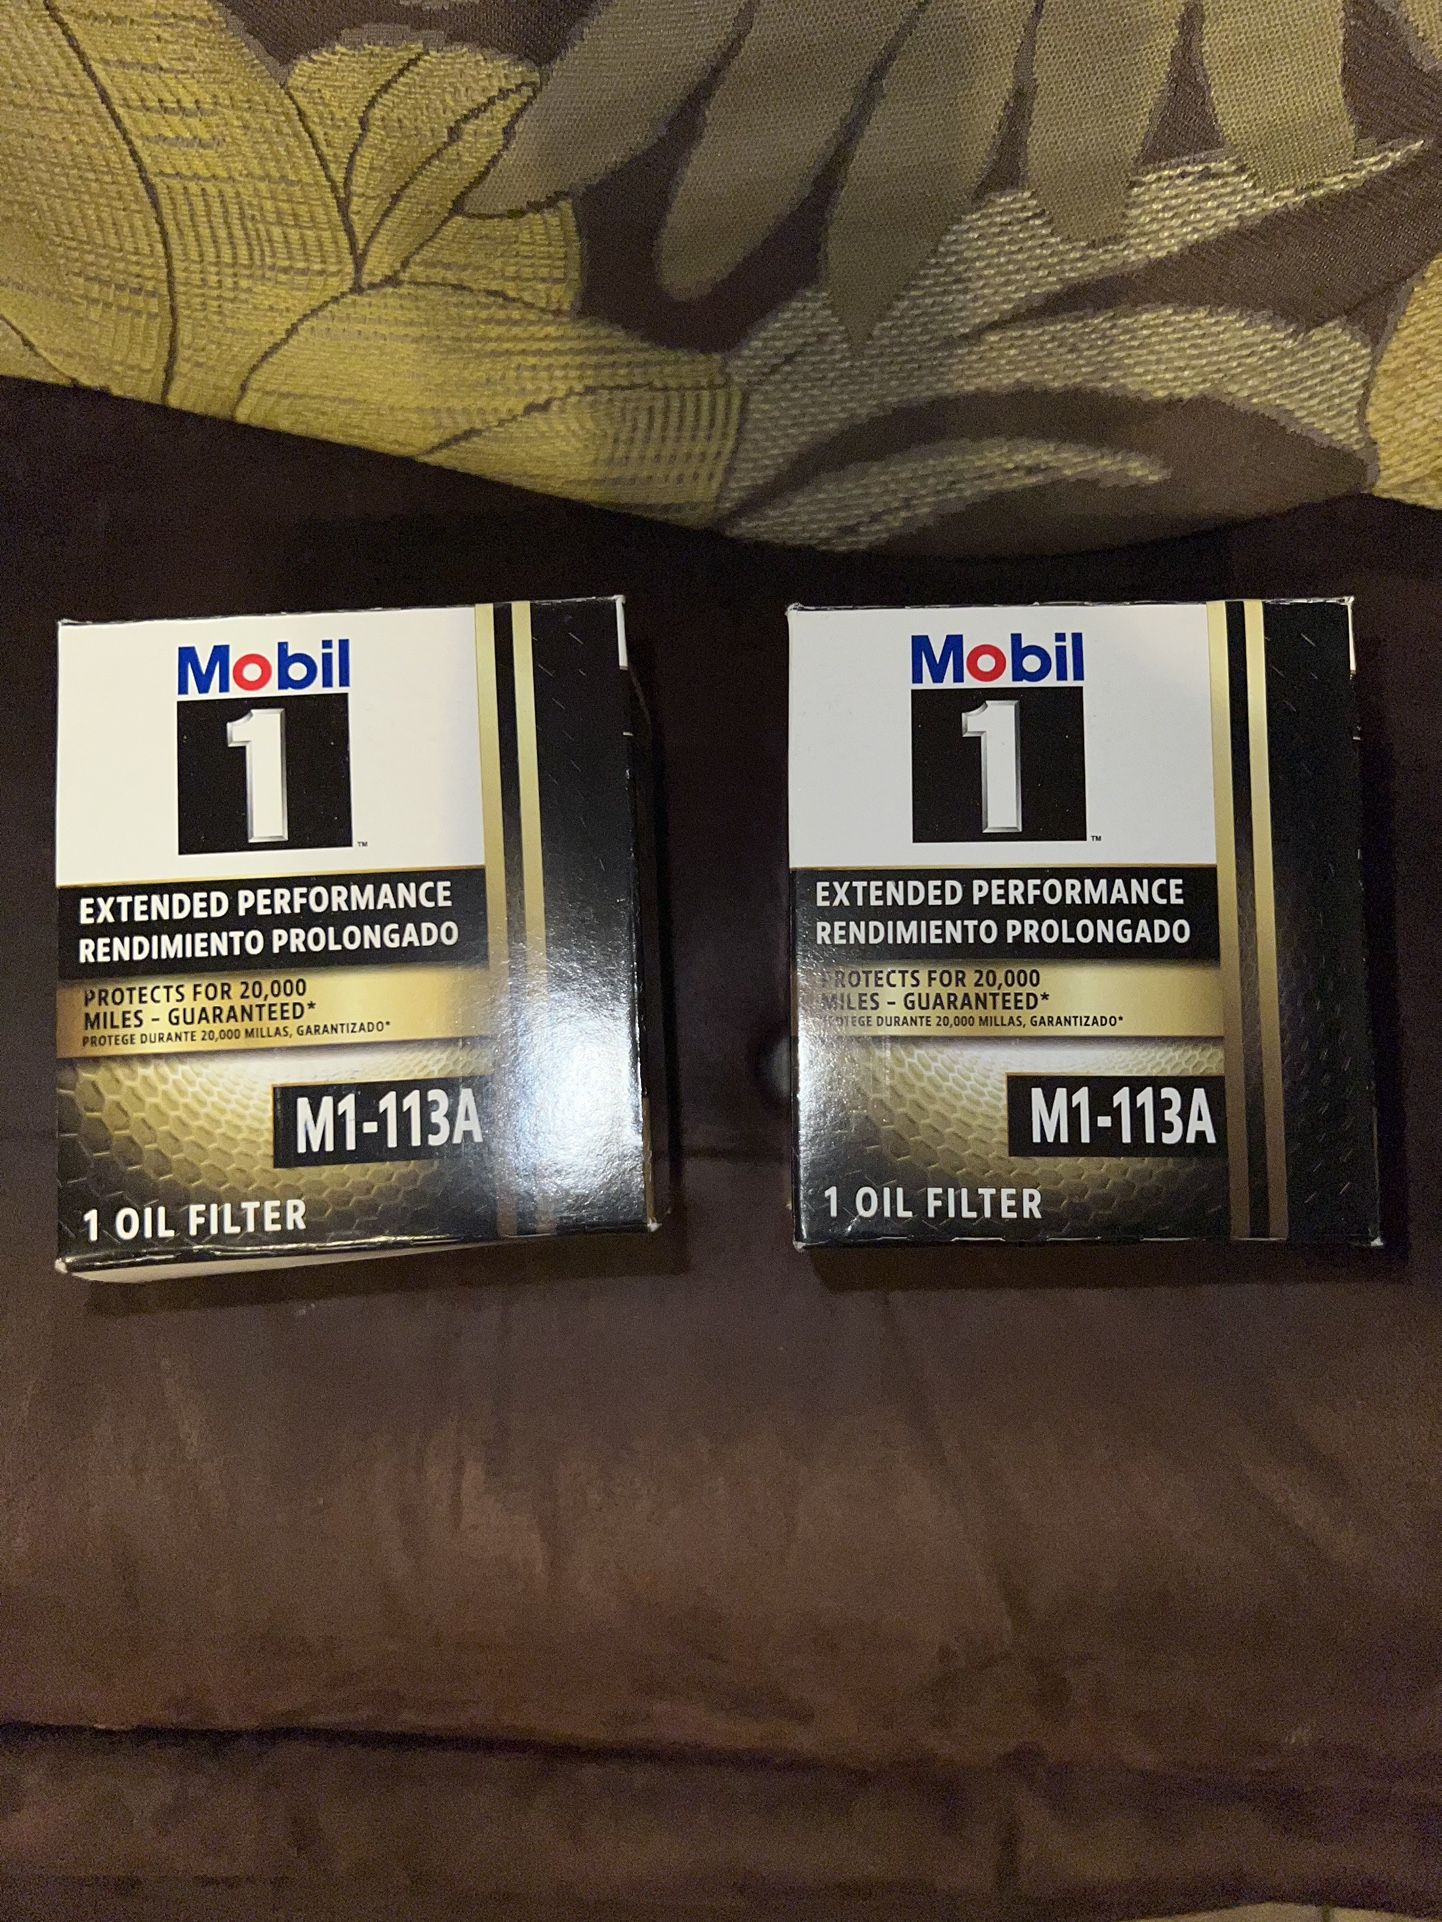 Mobil
1
™
EXTENDED PERFORMANCE
RENDIMIENTO PROLONGADO
PROTECTS FOR 20,000
MILES – GUARANTEED*
PROTEGE DURANTE 20,000 MILLAS, GARANTIZADO*
M1-113A
1 OIL FILTER
Mobil
1
™
EXTENDED PERFORMANCE
RENDIMIENTO PROLONGADO
PROTECTS FOR 20,000
MILES – GUARANTEED*
PROTEGE DURANTE 20,000 MILLAS, GARANTIZADO*
M1-113A
1 OIL FILTER